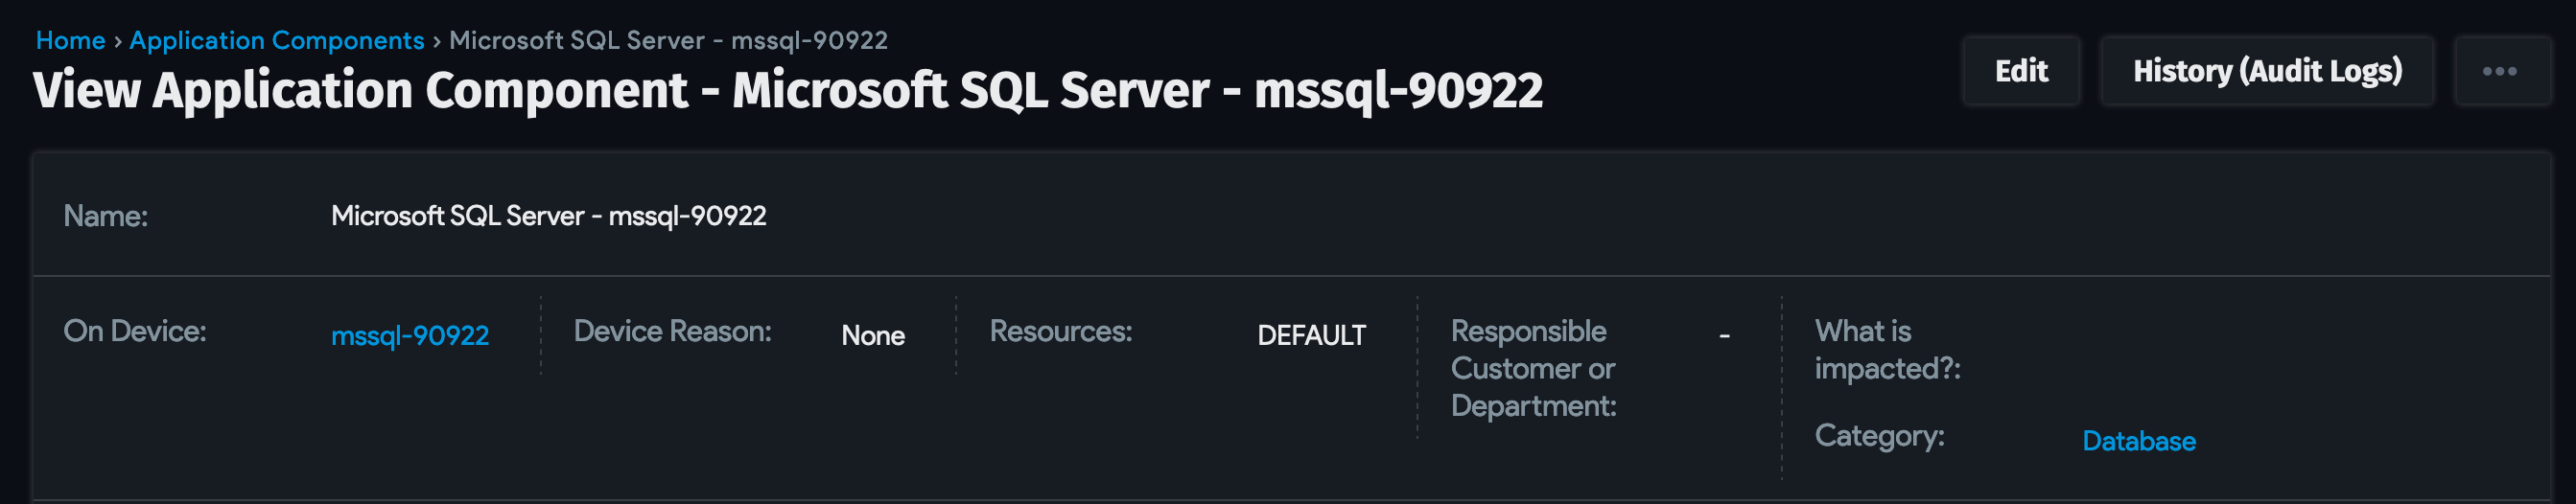 Home › Application Components › Microsoft SQL Server - mssql-90922
View Application Component - Microsoft SQL Server - mssql-90922
Edit
History (Audit Logs)
•••
Name: Microsoft SQL Server - mssql-90922
On Device: mssql-90922
Device Reason: None
Resources: DEFAULT
Responsible
Customer or
Department:
-
What is
impacted?:
Category: Database